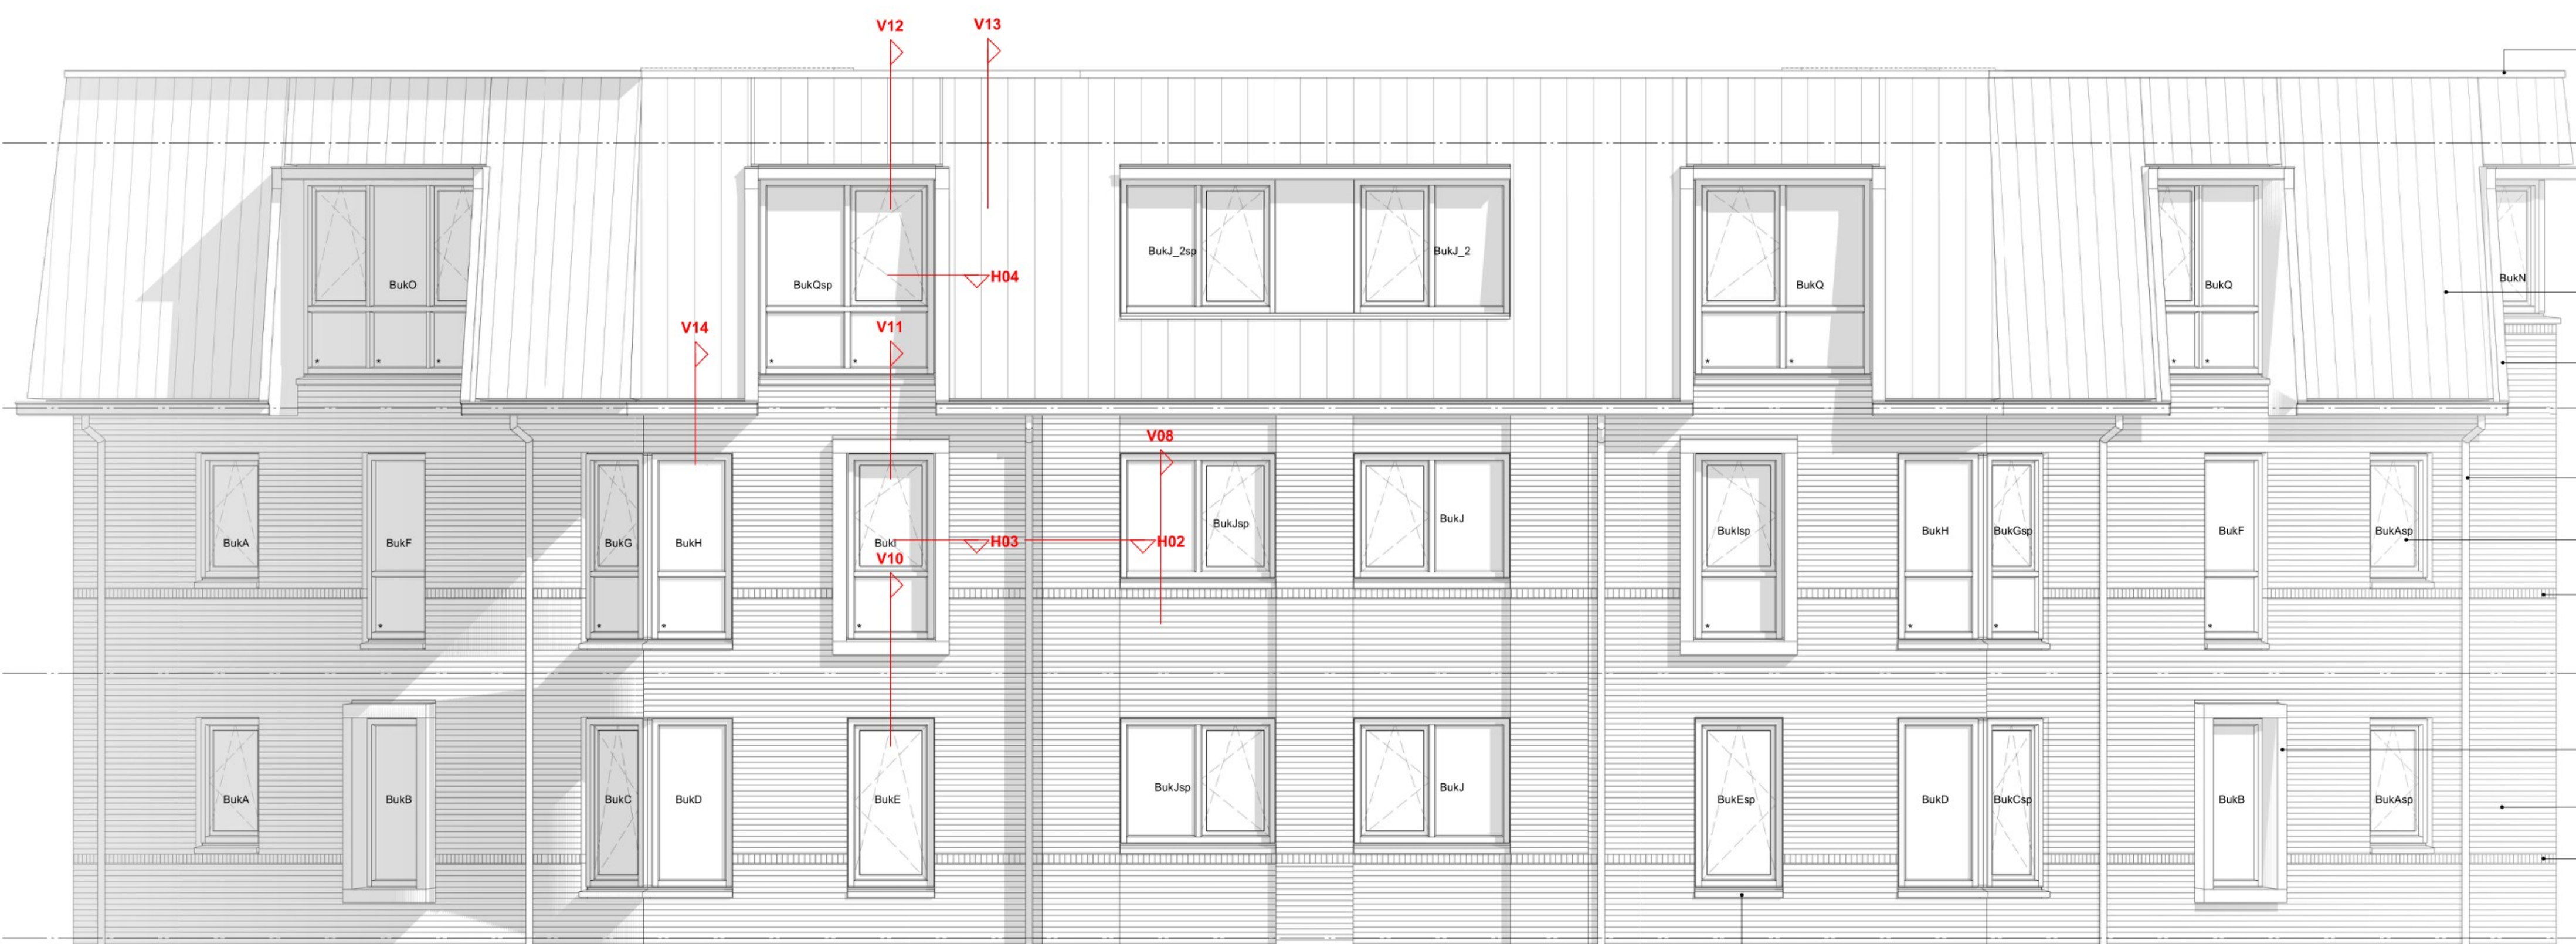 V12
V13
BukO
BukQsp
H04
BukJ_2sp
BukJ_2
BukQ
BukQ
BukN
* * *
V14
* *
V11
* *
* *
V08
BukA
BukF
BukG
BukH
BukI
H03
H02
BukJsp
BukJ
BukIsp
BukH
BukGsp
BukF
BukAsp
V10
*
* *
*
*
* *
*
BukA
BukB
BukC
BukD
BukE
BukJsp
BukJ
BukEsp
BukD
BukCsp
BukB
BukAsp